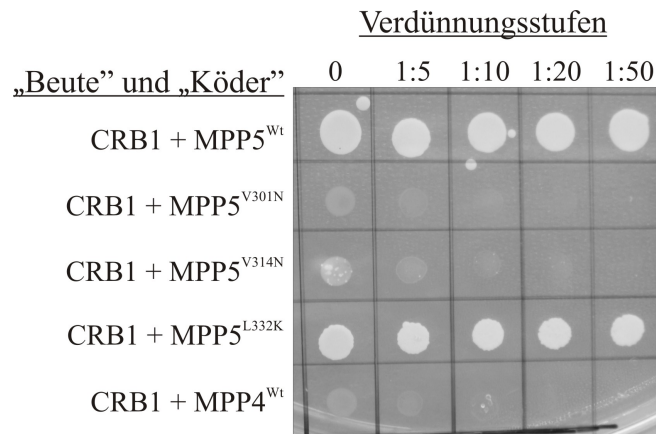 Verdünnungsstufen
„Beute” und „Köder” 0 1:5 1:10 1:20 1:50
CRB1 + MPP5^Wt
CRB1 + MPP5^V301N
CRB1 + MPP5^V314N
CRB1 + MPP5^L332K
CRB1 + MPP4^Wt